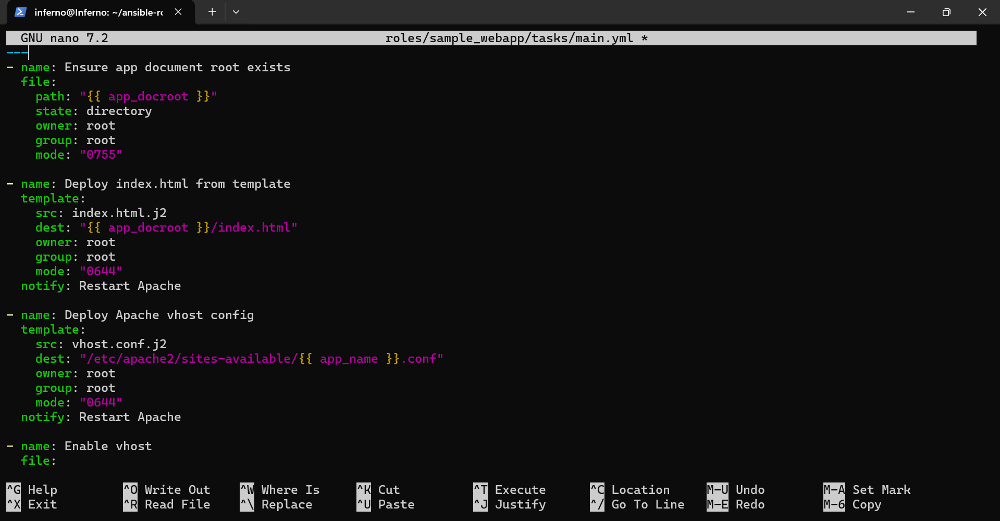 inferno@Inferno: ~/ansible-ro
GNU nano 7.2 roles/sample_webapp/tasks/main.yml *
---
- name: Ensure app document root exists
  file:
    path: "{{ app_docroot }}"
    state: directory
    owner: root
    group: root
    mode: "0755"

- name: Deploy index.html from template
  template:
    src: index.html.j2
    dest: "{{ app_docroot }}/index.html"
    owner: root
    group: root
    mode: "0644"
  notify: Restart Apache

- name: Deploy Apache vhost config
  template:
    src: vhost.conf.j2
    dest: "/etc/apache2/sites-available/{{ app_name }}.conf"
    owner: root
    group: root
    mode: "0644"
  notify: Restart Apache

- name: Enable vhost
  file:

^G Help ^O Write Out ^W Where Is ^K Cut ^T Execute ^C Location M-U Undo M-A Set Mark
^X Exit ^R Read File ^\ Replace ^U Paste ^J Justify ^/ Go To Line M-E Redo M-6 Copy